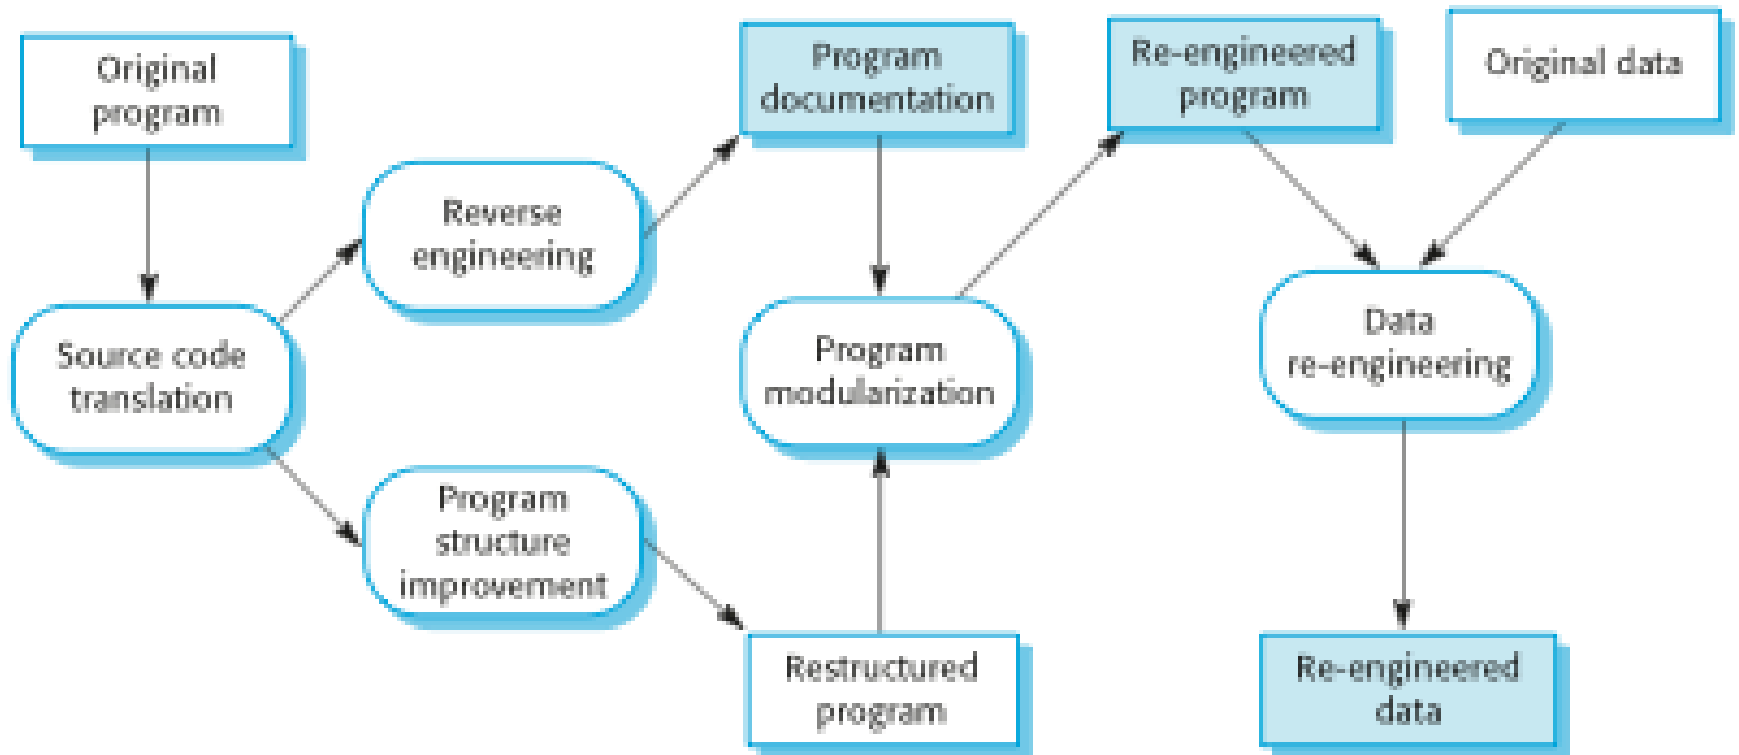 Original
program
Program
documentation
Re-engineered
program
Original data
Reverse
engineering
Source code
translation
Program
modularization
Data
re-engineering
Program
structure
improvement
Restructured
program
Re-engineered
data